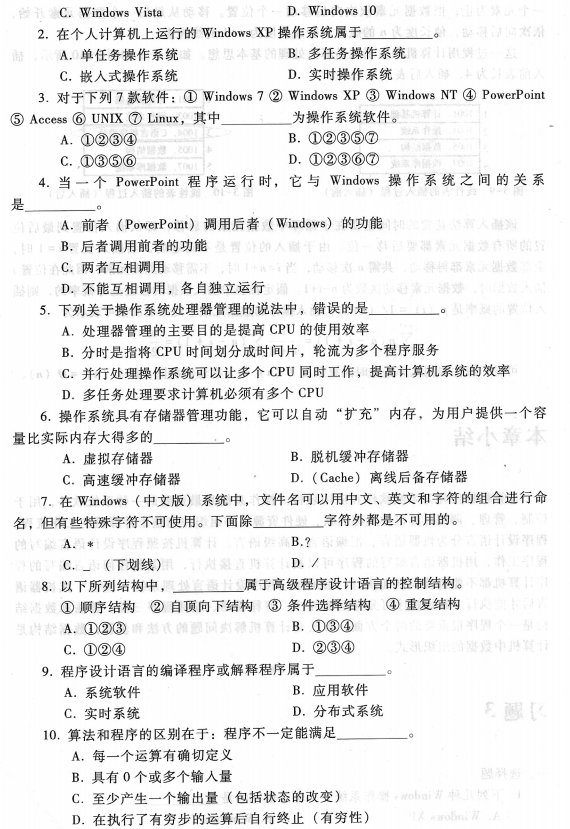 C. Windows Vista D. Windows 10
2. 在个人计算机上运行的 Windows XP 操作系统属于________。
A. 单任务操作系统 B. 多任务操作系统
C. 嵌入式操作系统 D. 实时操作系统
3. 对于下列 7 款软件：① Windows 7 ② Windows XP ③ Windows NT ④ PowerPoint
⑤ Access ⑥ UNIX ⑦ Linux，其中________为操作系统软件。
A. ①②③④ B. ①②③⑤⑦
C. ①③⑤⑥ D. ①②③⑥⑦
4. 当一个 PowerPoint 程序运行时，它与 Windows 操作系统之间的关系
是________。
A. 前者（PowerPoint）调用后者（Windows）的功能
B. 后者调用前者的功能
C. 两者互相调用
D. 不能互相调用，各自独立运行
5. 下列关于操作系统处理器管理的说法中，错误的是________。
A. 处理器管理的主要目的是提高 CPU 的使用效率
B. 分时是指将 CPU 时间划分成时间片，轮流为多个程序服务
C. 并行处理操作系统可以让多个 CPU 同时工作，提高计算机系统的效率
D. 多任务处理要求计算机必须有多个 CPU
6. 操作系统具有存储器管理功能，它可以自动“扩充”内存，为用户提供一个容
量比实际内存大得多的________。
A. 虚拟存储器 B. 脱机缓冲存储器
C. 高速缓冲存储器 D.（Cache）离线后备存储器
7. 在 Windows（中文版）系统中，文件名可以用中文、英文和字符的组合进行命
名，但有些特殊字符不可使用。下面除________字符外都是不可用的。
A. * B.?
C. _（下划线） D. /
8. 以下所列结构中，________属于高级程序设计语言的控制结构。
① 顺序结构 ② 自顶向下结构 ③ 条件选择结构 ④ 重复结构
A. ①②③ B. ①③④
C. ①②④ D. ②③④
9. 程序设计语言的编译程序或解释程序属于________。
A. 系统软件 B. 应用软件
C. 实时系统 D. 分布式系统
10. 算法和程序的区别在于：程序不一定能满足________。
A. 每一个运算有确切定义
B. 具有 0 个或多个输入量
C. 至少产生一个输出量（包括状态的改变）
D. 在执行了有穷步的运算后自行终止（有穷性）